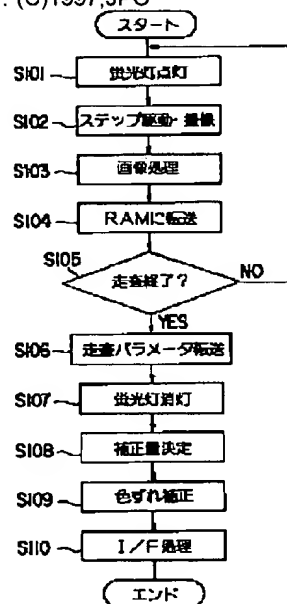 : (C)1997,JPO
スタート
S101 蛍光灯点灯
S102 ステップ駆動・撮像
S103 画像処理
S104 RAMに転送
S105 走査終了? NO
YES
S106 走査パラメータ転送
S107 蛍光灯消灯
S108 補正量決定
S109 色ずれ補正
S110 I/F処理
エンド